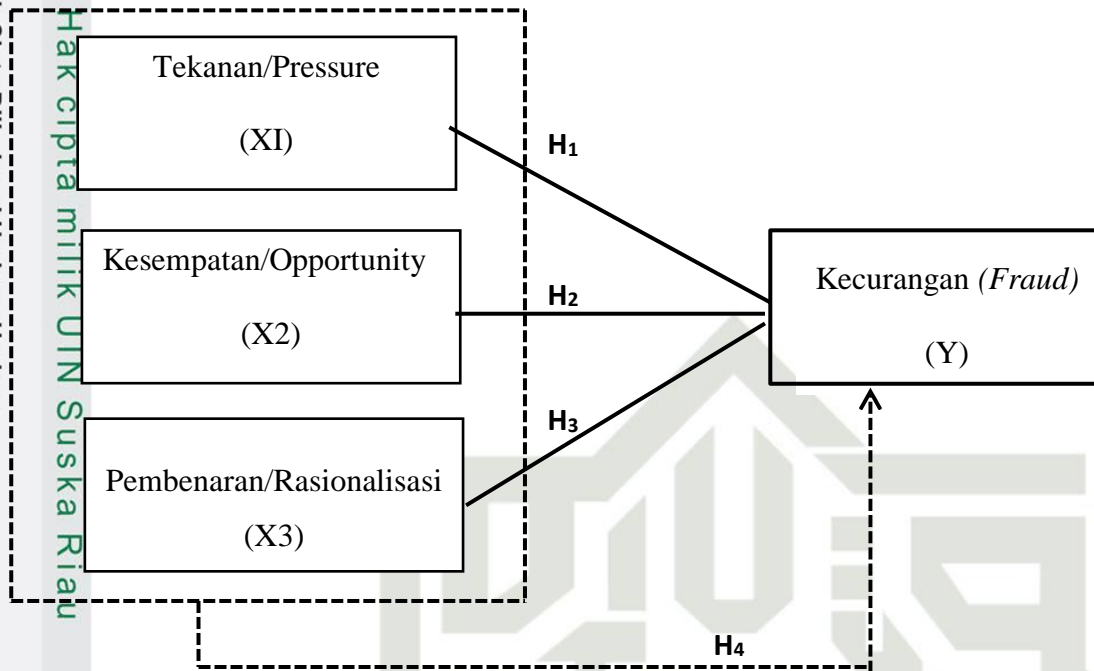 Hak cipta milik UIN Suska Riau
Tekanan/Pressure
(XI)
H1
Kesempatan/Opportunity
(X2)
H2
Kecurangan (Fraud)
(Y)
H3
Pembenaran/Rasionalisasi
(X3)
H4